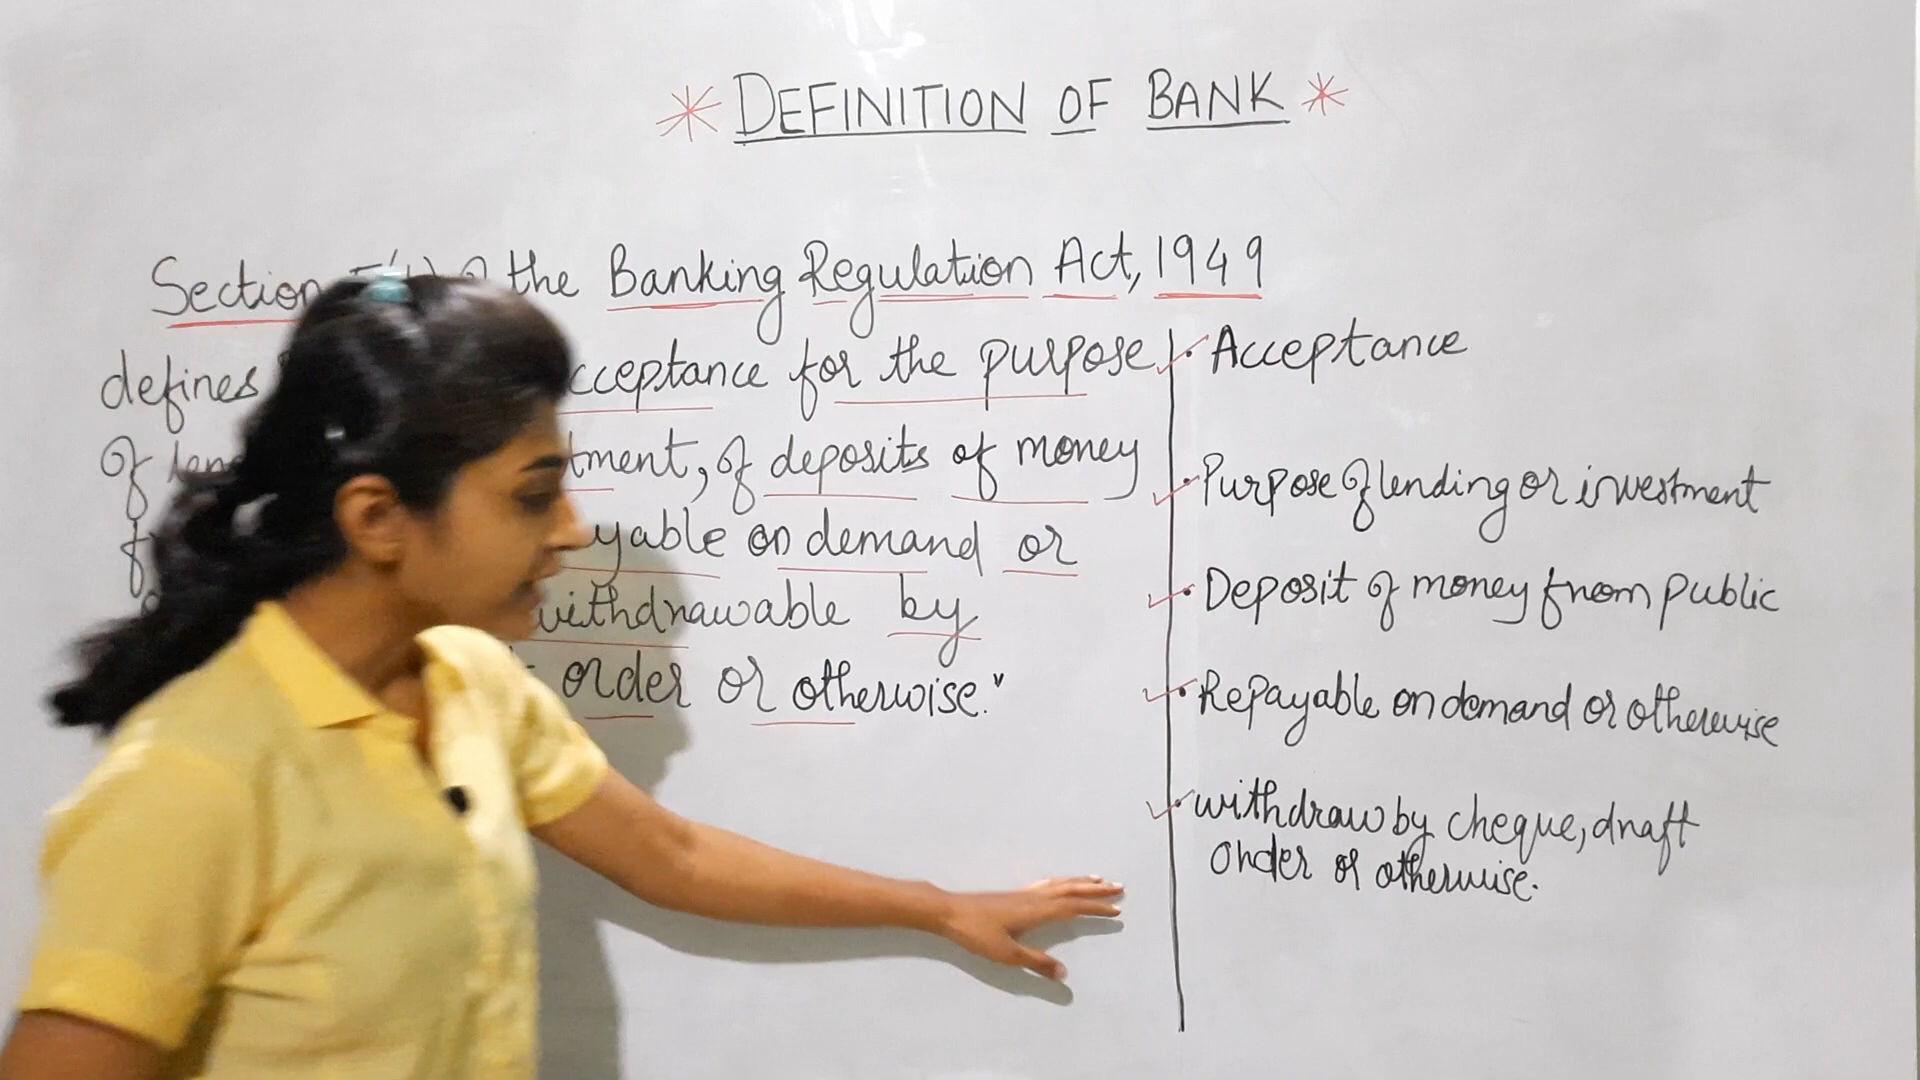 * DEFINITION OF BANK *
Section the Banking Regulation Act, 1949
defines cceptance for the purpose
of tment, of deposits of money
yable on demand or
withdrawable by
order or otherwise."
• Acceptance
• Purpose of lending or investment
• Deposit of money from public
• Repayable on demand or otherwise
• withdraw by cheque, draft
order or otherwise.